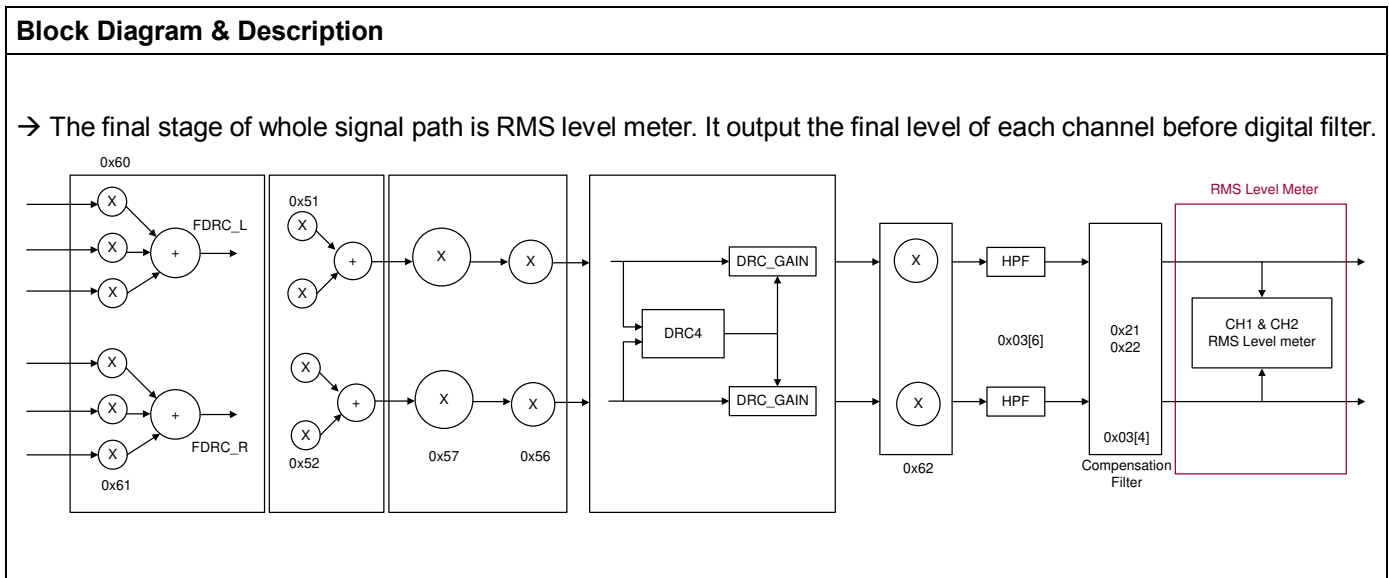 Block Diagram & Description
→ The final stage of whole signal path is RMS level meter. It output the final level of each channel before digital filter.
0x60
X
X
X
+
FDRC_L
X
X
X
+
FDRC_R
0x61
0x51
X
X
+
X
X
+
0x52
X
X
X
X
0x57
0x56
DRC_GAIN
DRC4
DRC_GAIN
X
X
0x62
HPF
0x03[6]
HPF
0x21
0x22
0x03[4]
Compensation
Filter
RMS Level Meter
CH1 & CH2
RMS Level meter